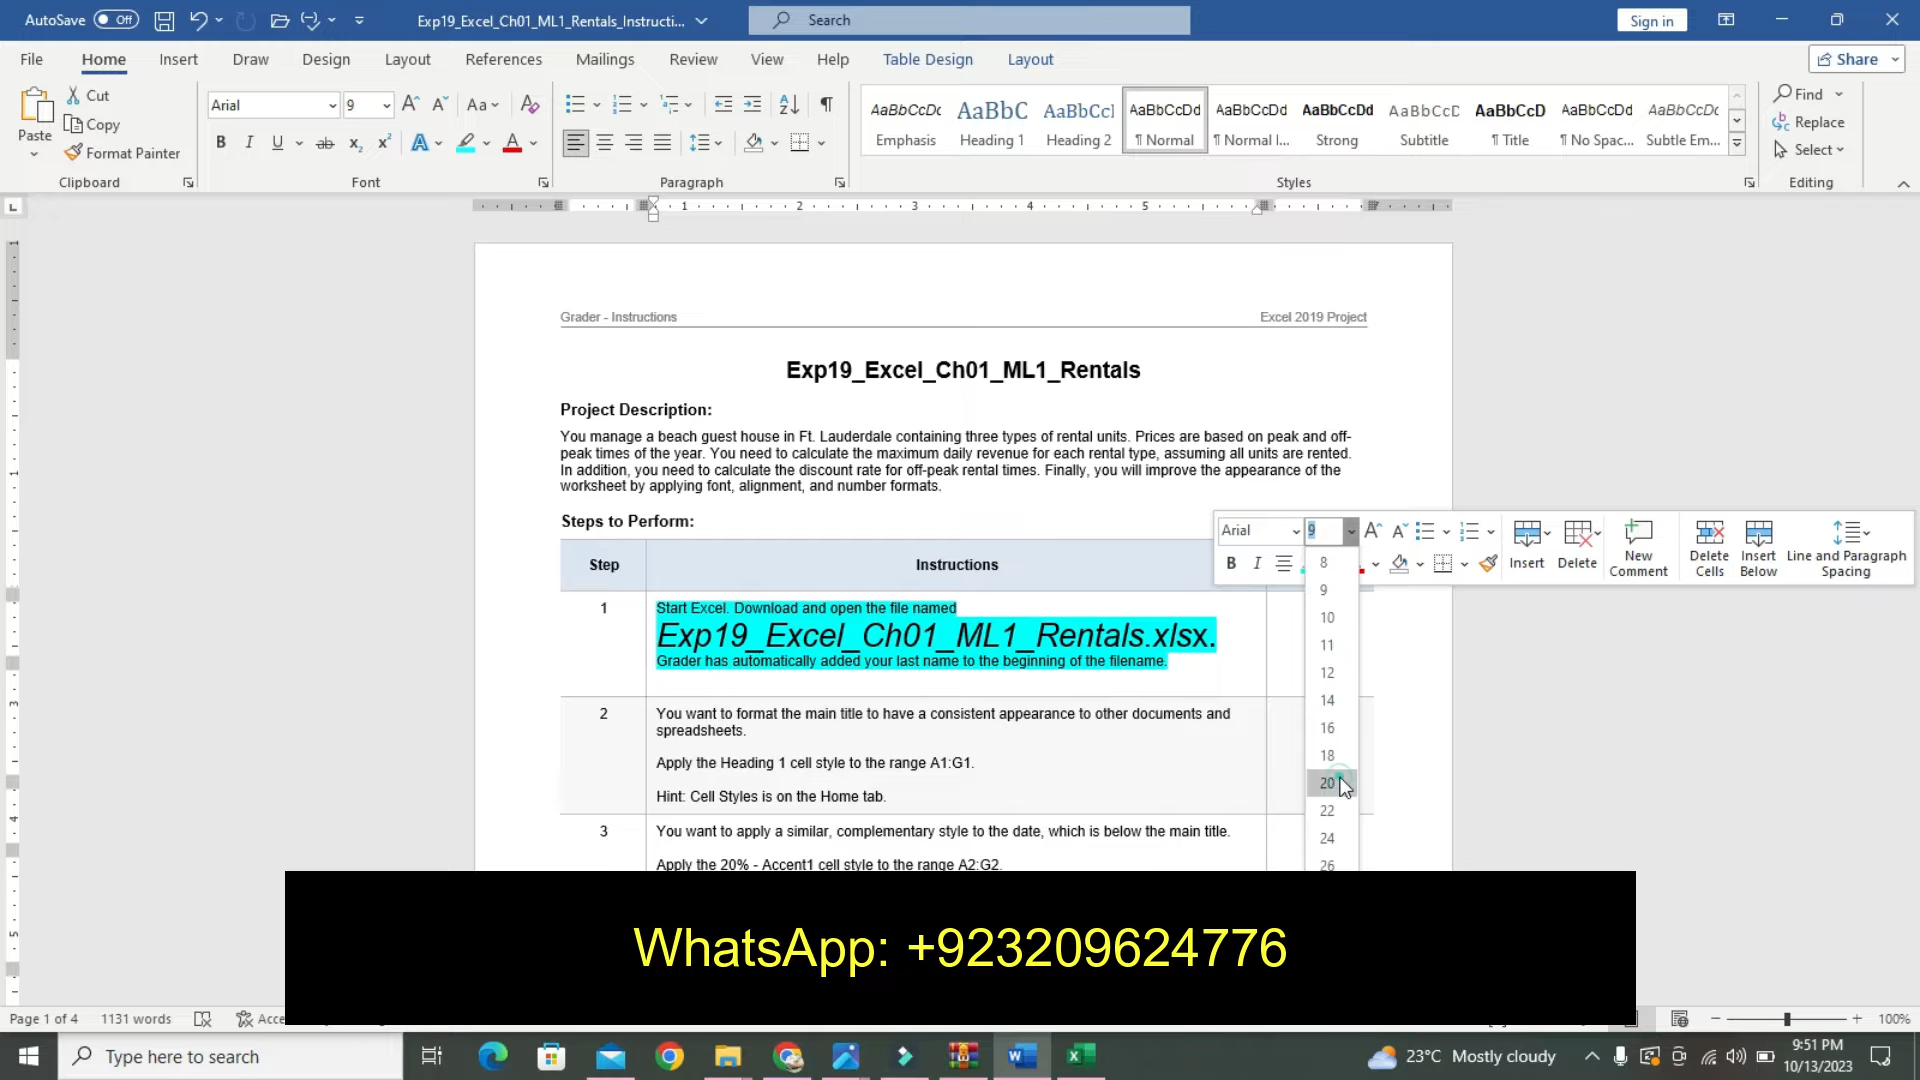 AutoSave Off Exp19_Excel_Ch01_ML1_Rentals_Instructi... Search Sign in
File Home Insert Draw Design Layout References Mailings Review View Help Table Design Layout Share
Paste Cut Copy Format Painter
Arial 9 Aa
B I U ab x₂ x² A A
AaBbCcDc AaBbC AaBbCcI AaBbCcDd AaBbCcDd AaBbCcDd AaBbCcD AaBbCcD AaBbCcDd AaBbCcDc
Emphasis Heading 1 Heading 2 ¶ Normal ¶ Normal I... Strong Subtitle ¶ Title ¶ No Spac... Subtle Em...
Find
Replace
Select
Clipboard Font Paragraph Styles Editing
1 2 3 4 5
Grader - Instructions Excel 2019 Project
Exp19_Excel_Ch01_ML1_Rentals
Project Description:
You manage a beach guest house in Ft. Lauderdale containing three types of rental units. Prices are based on peak and off-
peak times of the year. You need to calculate the maximum daily revenue for each rental type, assuming all units are rented.
In addition, you need to calculate the discount rate for off-peak rental times. Finally, you will improve the appearance of the
worksheet by applying font, alignment, and number formats.
Steps to Perform:
Step Instructions
1 Start Excel. Download and open the file named
Exp19_Excel_Ch01_ML1_Rentals.xlsx.
Grader has automatically added your last name to the beginning of the filename.
2 You want to format the main title to have a consistent appearance to other documents and
spreadsheets.
Apply the Heading 1 cell style to the range A1:G1.
Hint: Cell Styles is on the Home tab.
3 You want to apply a similar, complementary style to the date, which is below the main title.
Apply the 20% - Accent1 cell style to the range A2:G2.
Arial 9
B I
Insert Delete New Comment Delete Cells Insert Below Line and Paragraph Spacing
8
9
10
11
12
14
16
18
20
22
24
26
WhatsApp: +923209624776
Page 1 of 4 1131 words 100%
Type here to search 23°C Mostly cloudy 9:51 PM
10/13/2023